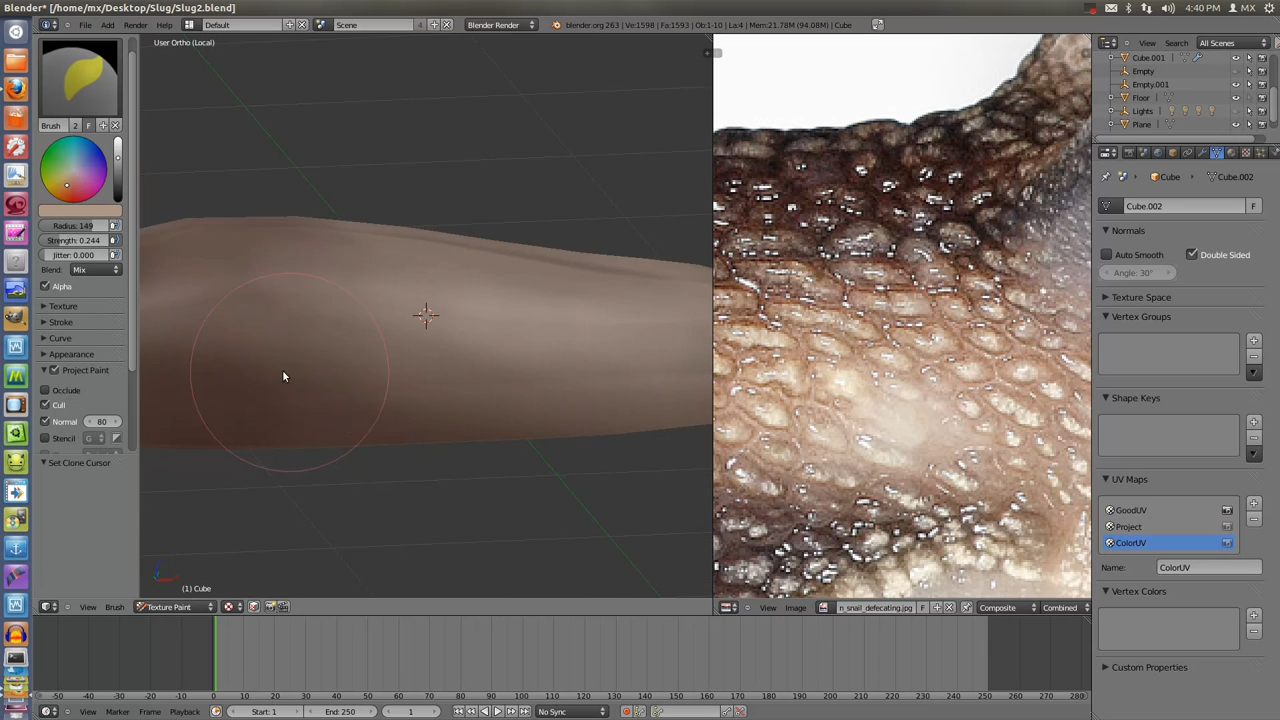 Blender* [/home/mx/Desktop/Slug/Slug2.blend]
4:40 PM MX
File Add Render Help Default Scene 4 Blender Render blender.org 263 | Ve:1598 | Fa:1593 | Ob:1-10 | La:4 | Mem:21.78M (94.08M) | Cube
User Ortho (Local)
Brush 2 F
Radius: 149
Strength: 0.244
Jitter: 0.000
Blend: Mix
Alpha
Texture
Stroke
Curve
Appearance
Project Paint
Occlude
Cull
Normal 80
Stencil G
Set Clone Cursor
(1) Cube
View Brush Texture Paint
View Image n_snail_defecating.jpg F Composite Combined
View Search All Scenes
Cube.001
Empty
Empty.001
Floor
Lights
Plane
Cube Cube.002
Cube.002 F
Normals
Auto Smooth Double Sided
Angle: 30°
Texture Space
Vertex Groups
Shape Keys
UV Maps
GoodUV
Project
ColorUV
Name: ColorUV
Vertex Colors
Custom Properties
-50 -40 -30 -20 -10 0 10 20 30 40 50 60 70 80 90 100 110 120 130 140 150 160 170 180 190 200 210 220 230 240 250 260 270 280
View Marker Frame Playback Start: 1 End: 250 1 No Sync